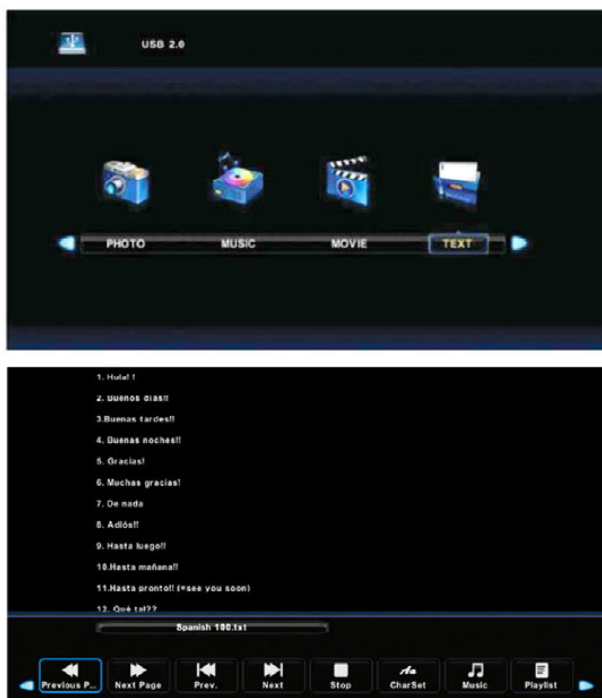 USB 2.0
PHOTO MUSIC MOVIE TEXT
1. Hola! !
2. Buenos días!!
3.Buenas tardes!!
4. Buenas noches!!
5. Gracias!
6. Muchas gracias!
7. De nada
8. Adiós!!
9. Hasta luego!!
10.Hasta mañana!!
11.Hasta pronto!! (=see you soon)
12. Qué tal??
Spanish 100.txt
Previous P... Next Page Prev. Next Stop CharSet Music Playlist